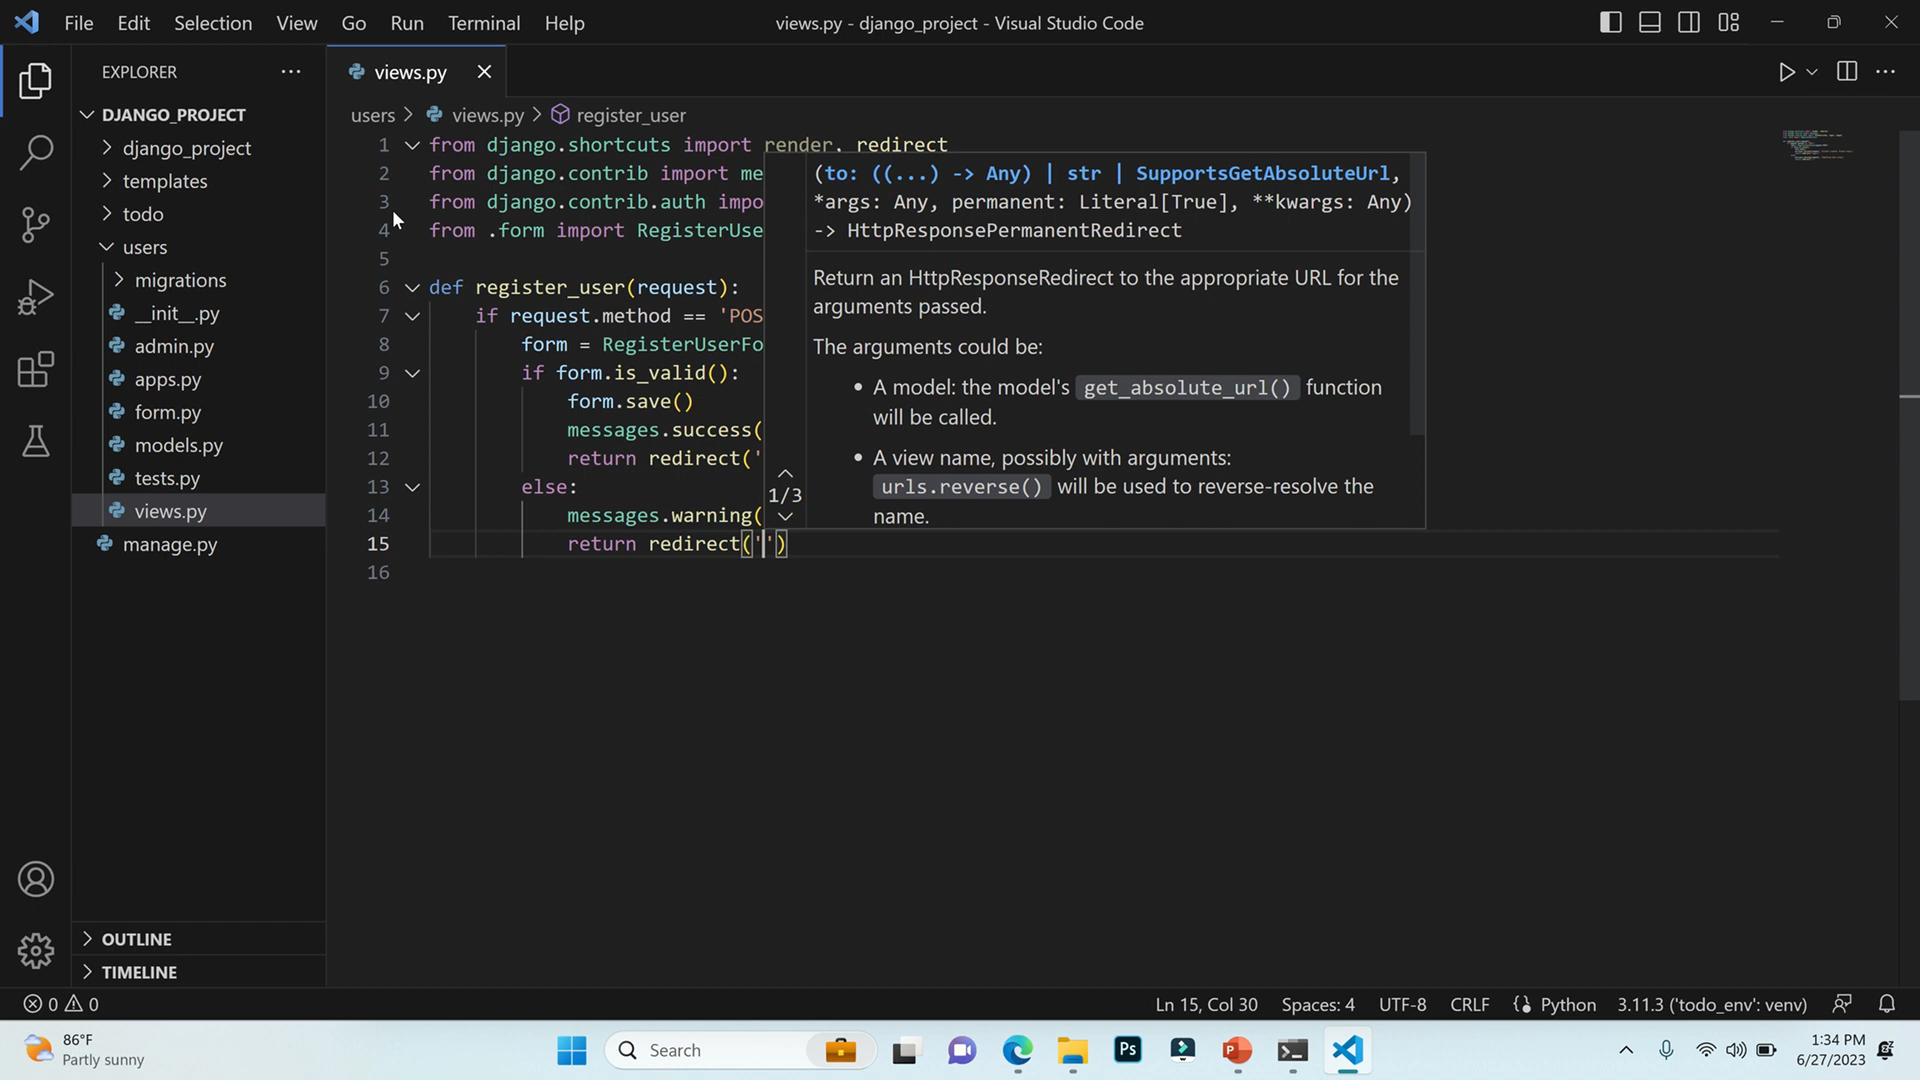 File Edit Selection View Go Run Terminal Help
views.py - django_project - Visual Studio Code
EXPLORER
DJANGO_PROJECT
django_project
templates
todo
users
migrations
__init__.py
admin.py
apps.py
form.py
models.py
tests.py
views.py
manage.py
OUTLINE
TIMELINE
views.py
users > views.py > register_user
1 from django.shortcuts import render, redirect
2 from django.contrib import me
3 from django.contrib.auth impo
4 from .form import RegisterUse
5
6 def register_user(request):
7 if request.method == 'POS
8 form = RegisterUserFo
9 if form.is_valid():
10 form.save()
11 messages.success(
12 return redirect('
13 else:
14 messages.warning(
15 return redirect('')
16
1/3
(to: ((...) -> Any) | str | SupportsGetAbsoluteUrl,
*args: Any, permanent: Literal[True], **kwargs: Any)
-> HttpResponsePermanentRedirect
Return an HttpResponseRedirect to the appropriate URL for the
arguments passed.
The arguments could be:
• A model: the model's get_absolute_url() function
will be called.
• A view name, possibly with arguments:
urls.reverse() will be used to reverse-resolve the
name.
0 0
Ln 15, Col 30 Spaces: 4 UTF-8 CRLF Python 3.11.3 ('todo_env': venv)
86°F
Partly sunny
Search
Ps
1:34 PM
6/27/2023